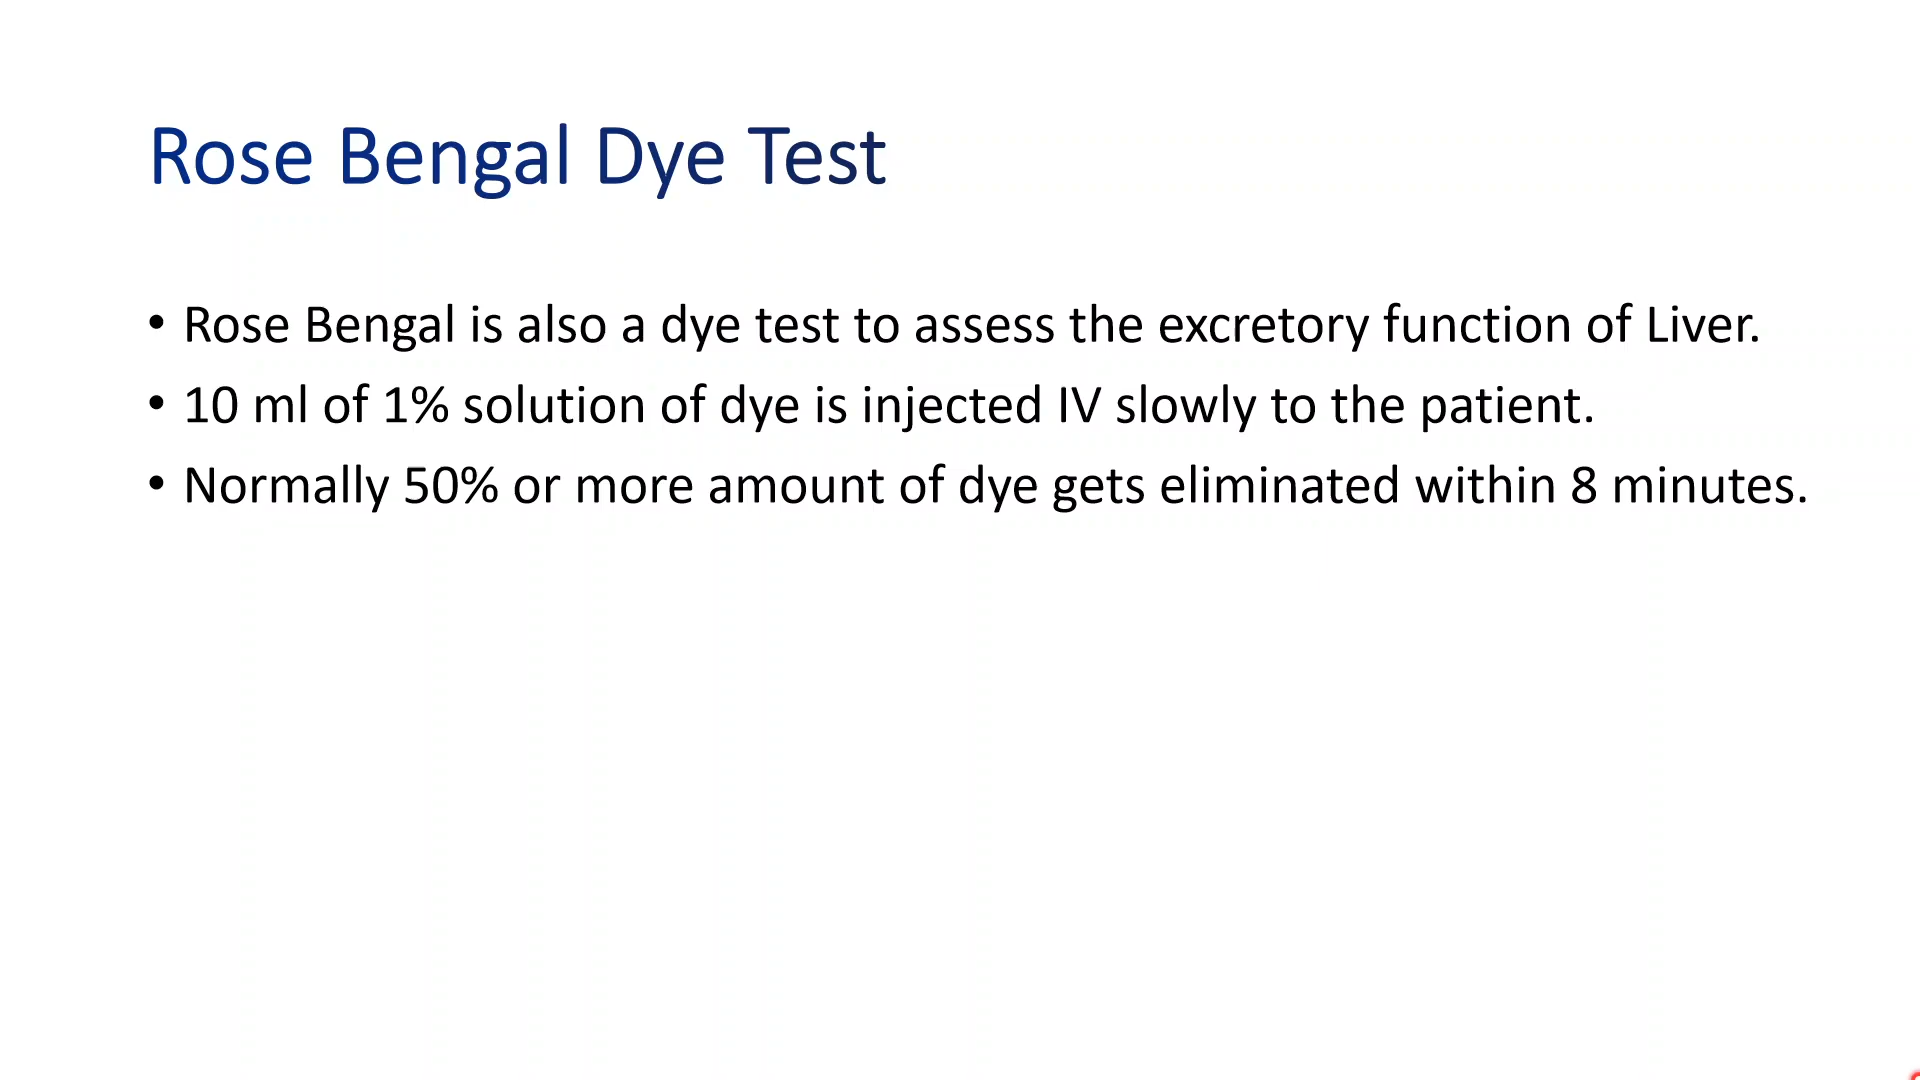 Rose Bengal Dye Test
• Rose Bengal is also a dye test to assess the excretory function of Liver.
• 10 ml of 1% solution of dye is injected IV slowly to the patient.
• Normally 50% or more amount of dye gets eliminated within 8 minutes.